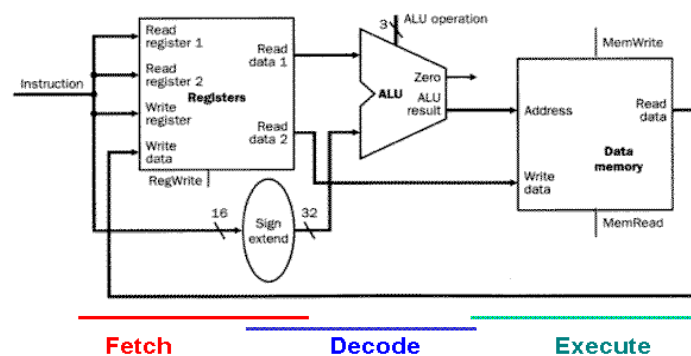 3
ALU operation
Instruction
Read
register 1
Read
register 2
Write
register
Write
data
Registers
Read
data 1
Read
data 2
RegWrite
16
Sign
extend
32
Zero
ALU
ALU
result
MemWrite
Address
Read
data
Write
data
Data
memory
MemRead
Fetch
Decode
Execute